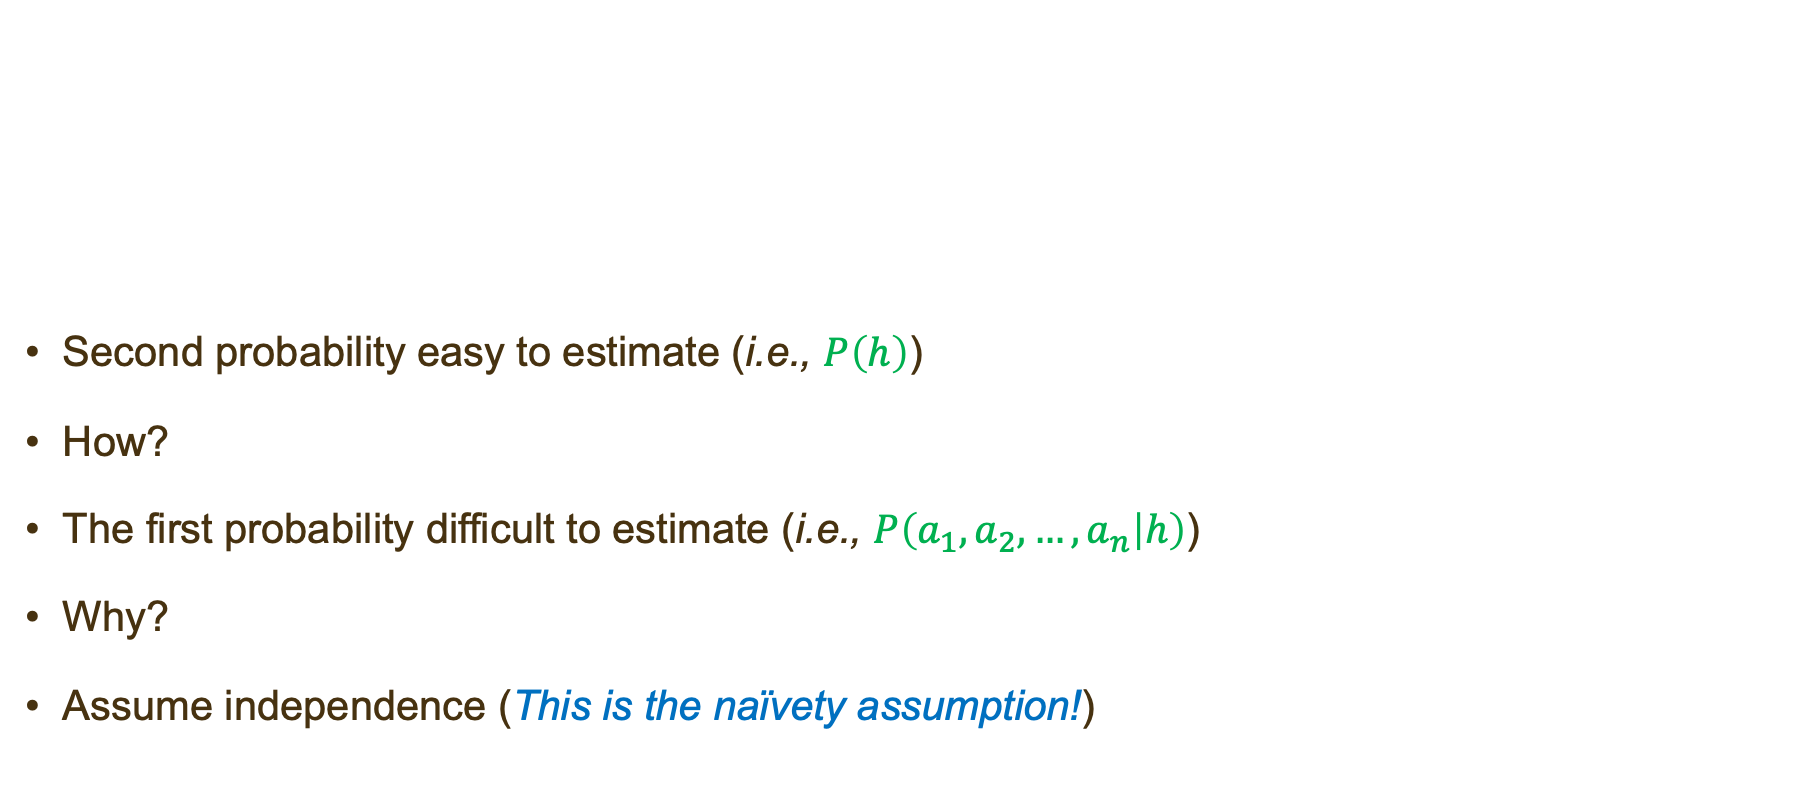 • Second probability easy to estimate (i.e., P(h))
• How?
• The first probability difficult to estimate (i.e., P(a₁, a₂, … , aₙ|h))
• Why?
• Assume independence (This is the naïvety assumption!)